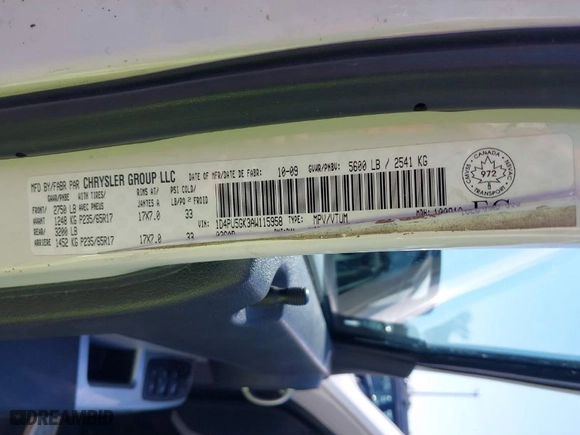 MFD BY/FABR PAR CHRYSLER GROUP LLC
DATE OF MFR/DATE DE FABR: 10-09 GVWR/PNBV: 5600 LB / 2541 KG
GAWR/PNBE WITH TIRES/ RIMS AT/ PSI COLD/
FRONT/ 2750 LB AVEC PNEUS JANTES A LB/PO² FROID
AVANT 1248 KG P235/65R17 17X7.0 33
REAR/ 3200 LB
ARRIERE 1452 KG P235/65R17 17X7.0 33
1D4PU5GK3AW115958 TYPE: MPV/VTUM
CANADA
972
TRANSPORT
DREAMBID